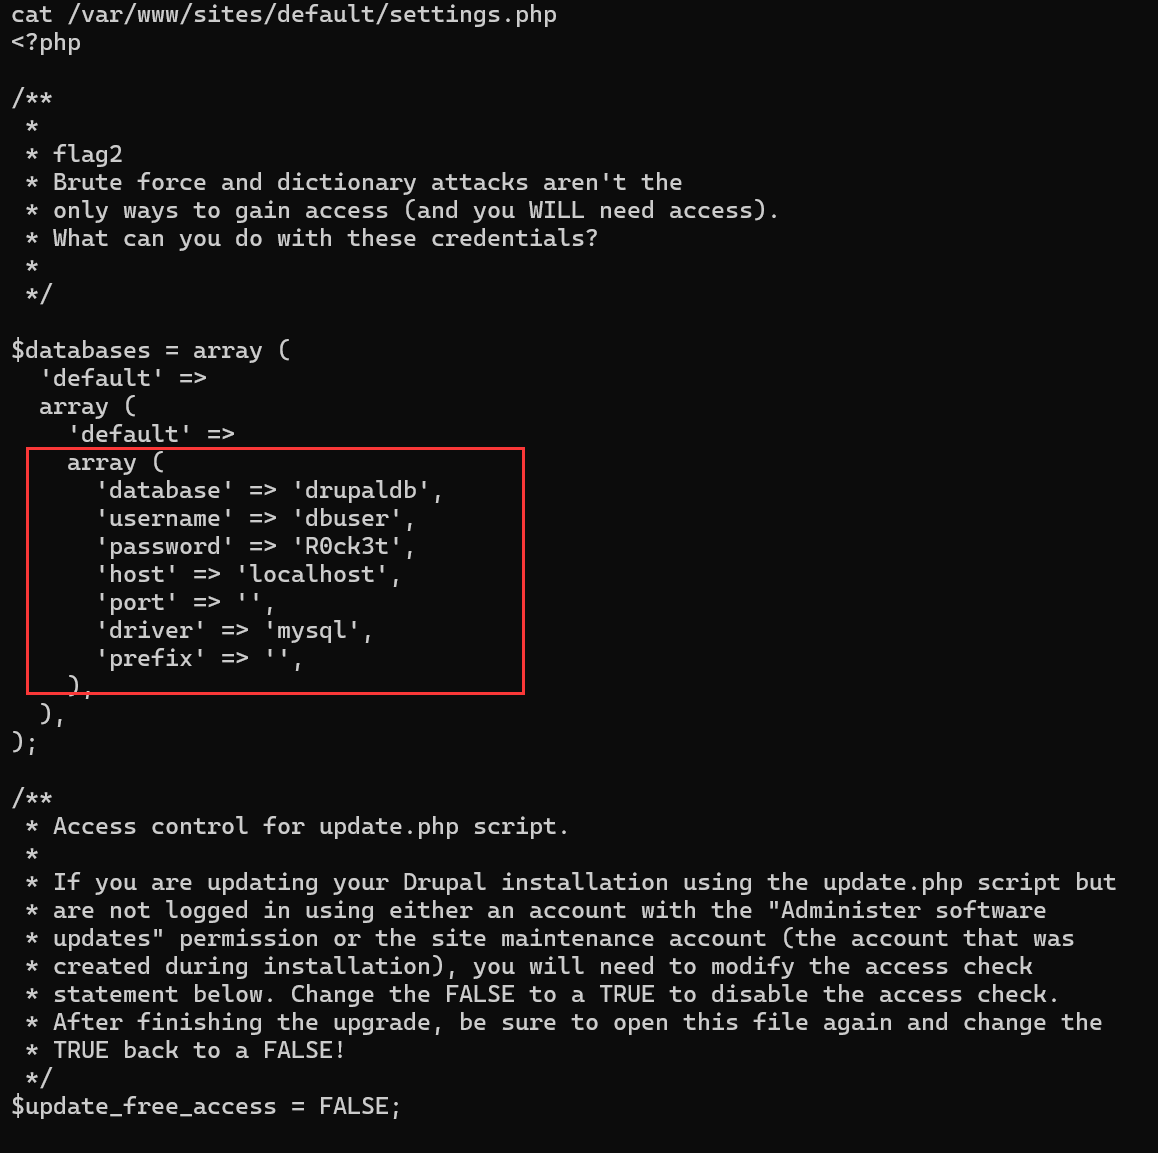 cat /var/www/sites/default/settings.php
<?php

/**
 *
 * flag2
 * Brute force and dictionary attacks aren't the
 * only ways to gain access (and you WILL need access).
 * What can you do with these credentials?
 *
 */

$databases = array (
  'default' =>
  array (
    'default' =>
    array (
      'database' => 'drupaldb',
      'username' => 'dbuser',
      'password' => 'R0ck3t',
      'host' => 'localhost',
      'port' => '',
      'driver' => 'mysql',
      'prefix' => '',
    ),
  ),
);

/**
 * Access control for update.php script.
 *
 * If you are updating your Drupal installation using the update.php script but
 * are not logged in using either an account with the "Administer software
 * updates" permission or the site maintenance account (the account that was
 * created during installation), you will need to modify the access check
 * statement below. Change the FALSE to a TRUE to disable the access check.
 * After finishing the upgrade, be sure to open this file again and change the
 * TRUE back to a FALSE!
 */
$update_free_access = FALSE;